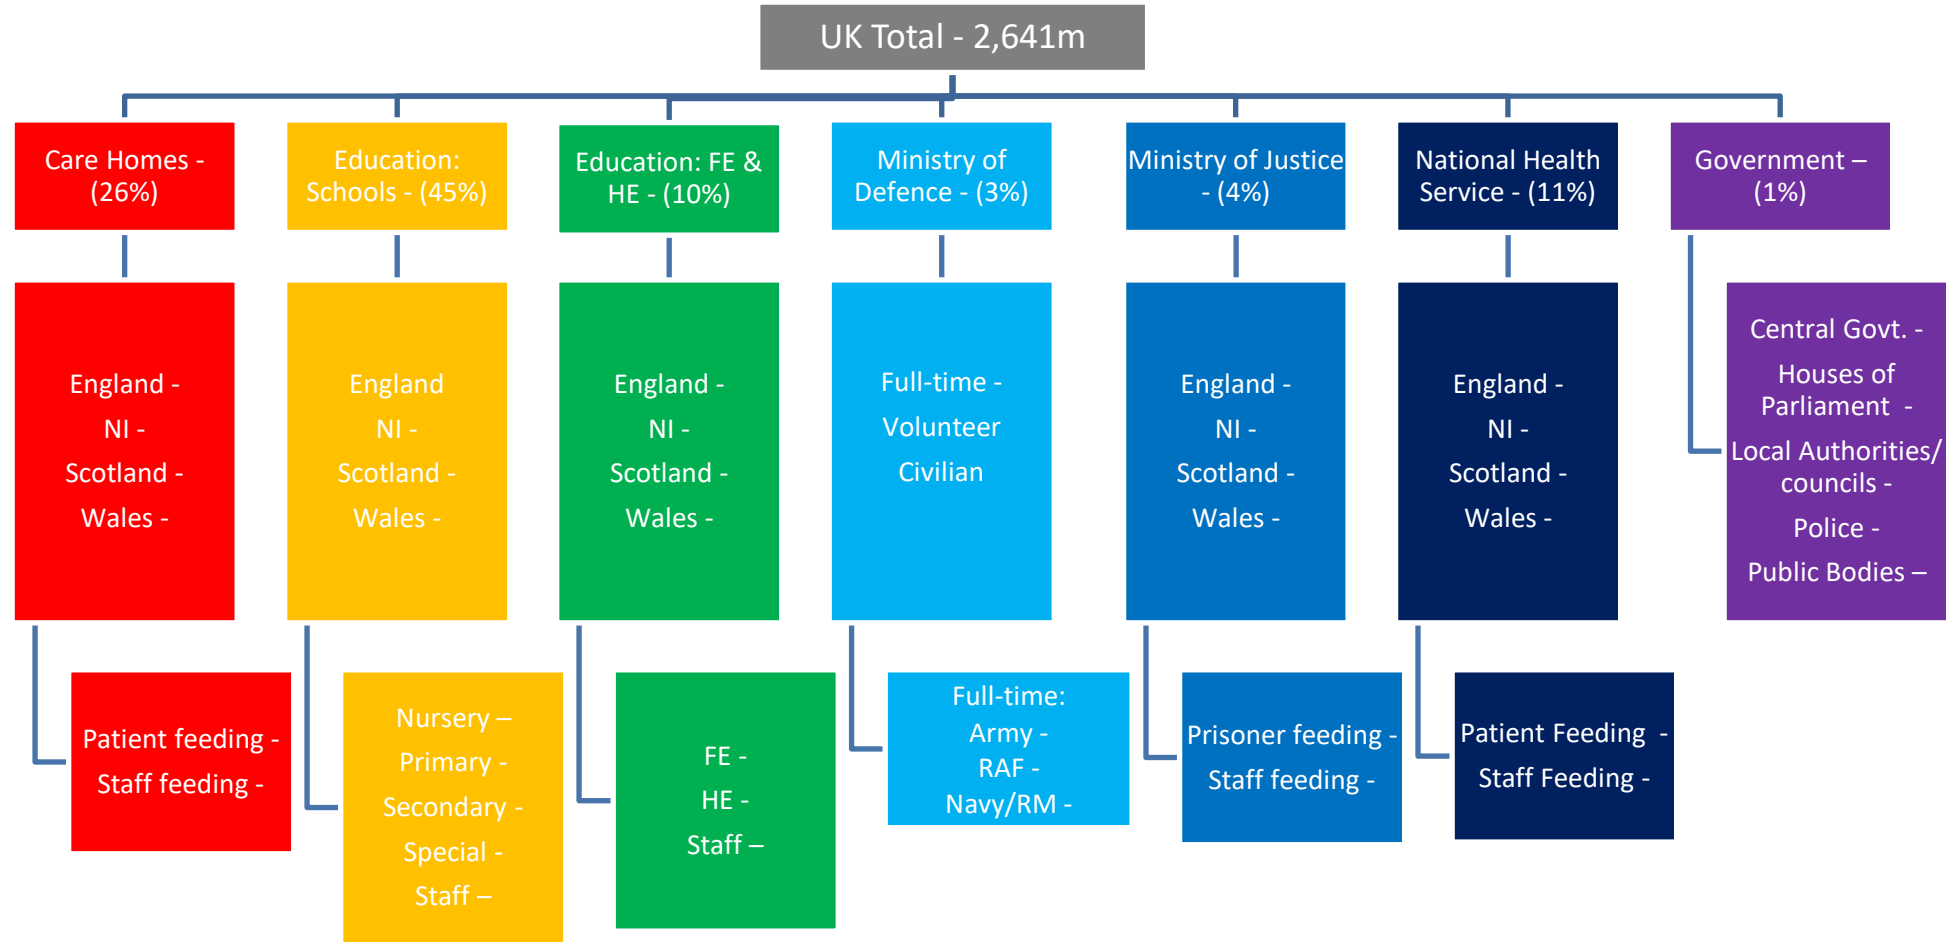 UK Total - 2,641m
Care Homes -
(26%)
Education:
Schools - (45%)
Education: FE &
HE - (10%)
Ministry of
Defence - (3%)
Ministry of Justice
- (4%)
National Health
Service - (11%)
Government –
(1%)
England -
NI -
Scotland -
Wales -
England
NI -
Scotland -
Wales -
England -
NI -
Scotland -
Wales -
Full-time -
Volunteer
Civilian
England -
NI -
Scotland -
Wales -
England -
NI -
Scotland -
Wales -
Central Govt. -
Houses of
Parliament -
Local Authorities/
councils -
Police -
Public Bodies –
Patient feeding -
Staff feeding -
Nursery –
Primary -
Secondary -
Special -
Staff –
FE -
HE -
Staff –
Full-time:
Army -
RAF -
Navy/RM -
Prisoner feeding -
Staff feeding -
Patient Feeding -
Staff Feeding -